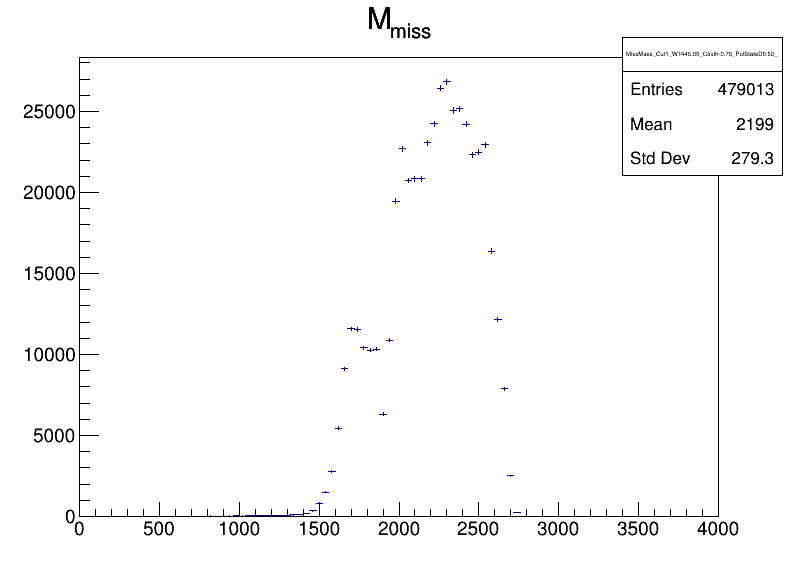 M_miss
MissMass_Cut1_W1445.00_Costh-0.70_PolStateD0.50_
Entries 479013
Mean 2199
Std Dev 279.3
25000
20000
15000
10000
5000
0
0 500 1000 1500 2000 2500 3000 3500 4000